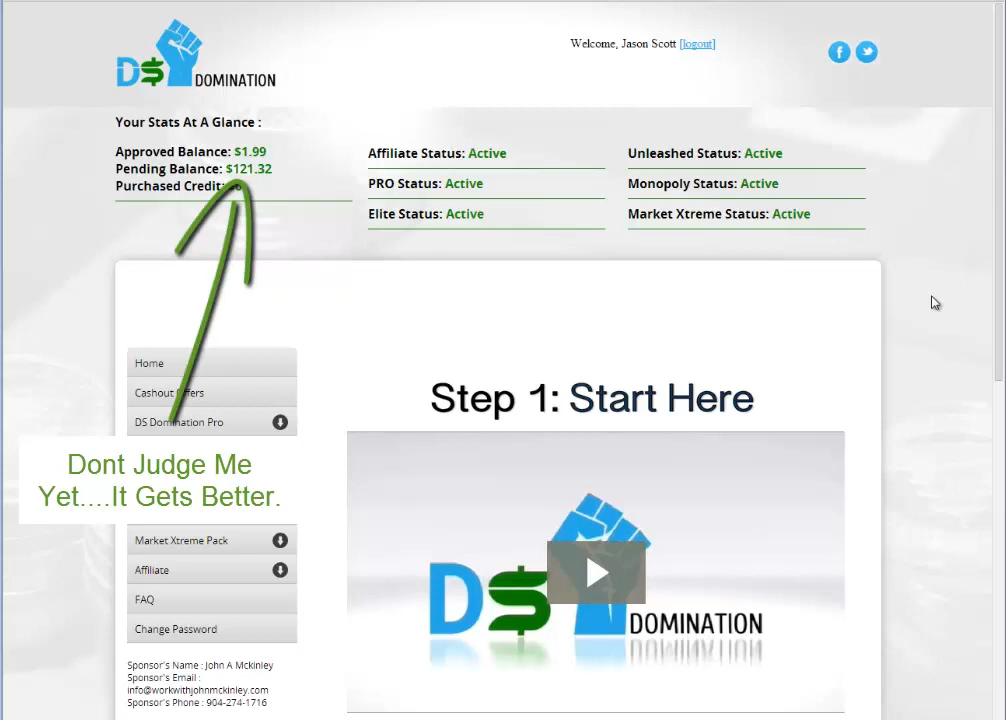 DS DOMINATION
Welcome, Jason Scott [logout]
Your Stats At A Glance :
Approved Balance: $1.99
Pending Balance: $121.32
Purchased
Affiliate Status: Active
PRO Status: Active
Elite Status: Active
Unleashed Status: Active
Monopoly Status: Active
Market Xtreme Status: Active
Home
Cashout
DS Domination Pro
Dont Judge Me
Yet....It Gets Better.
Market Xtreme Pack
Affiliate
FAQ
Change Password
Sponsor's Name : John A Mckinley
Sponsor's Email :
info@workwithjohnmckinley.com
Sponsor's Phone : 904-274-1716
Step 1: Start Here
D$ DOMINATION